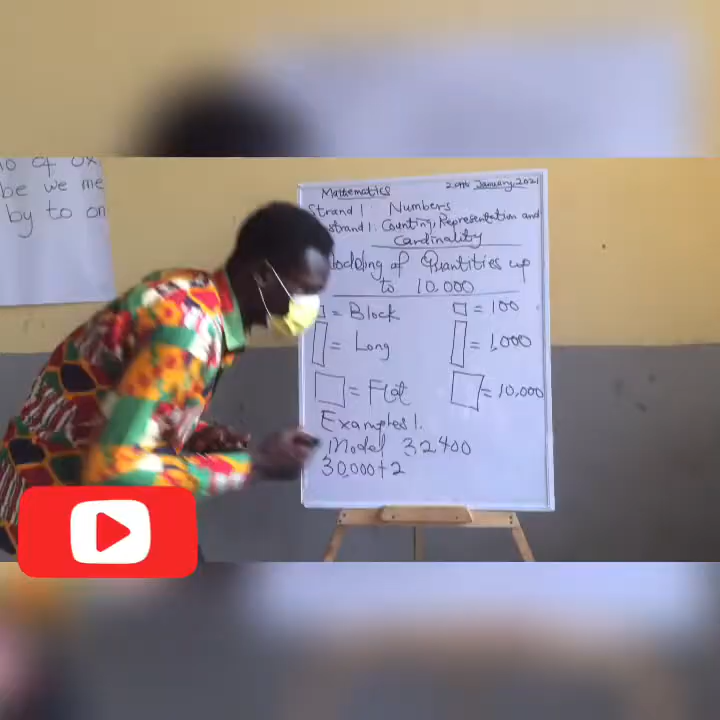 be we me
by to on
Mathematics
20th January, 2021
Strand 1: Numbers
strand 1: Counting, Representation and
Cardinality
Modeling of Quantities up
to 10,000
= Block = 100
= Long = 1,000
= Flat = 10,000
Examples 1.
Model 32400
30,000+2